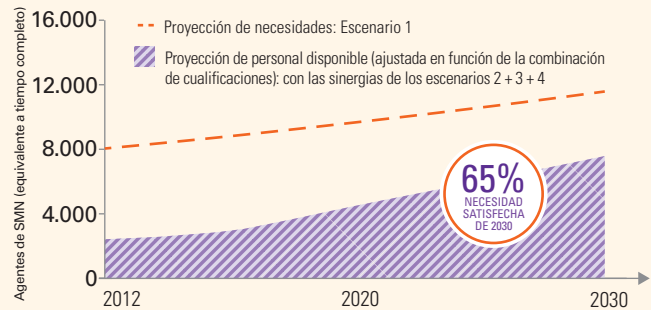 Agentes de SMN (equivalente a tiempo completo)
16.000
12.000
8.000
4.000
0
Proyección de necesidades: Escenario 1
Proyección de personal disponible (ajustada en función de la combinación
de cualificaciones): con las sinergias de los escenarios 2 + 3 + 4
65%
NECESIDAD
SATISFECHA
DE 2030
2012
2020
2030